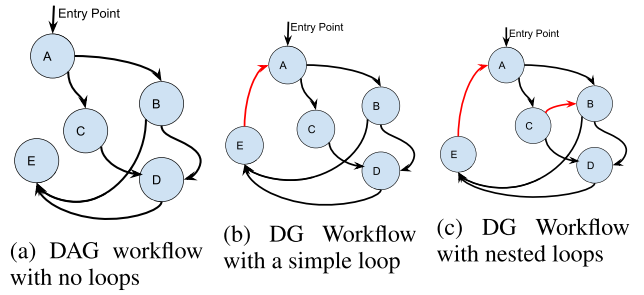 Entry Point
A
B
C
E
D
(a) DAG workflow
with no loops
Entry Point
A
B
C
E
D
(b) DG Workflow
with a simple loop
Entry Point
A
B
C
E
D
(c) DG Workflow
with nested loops